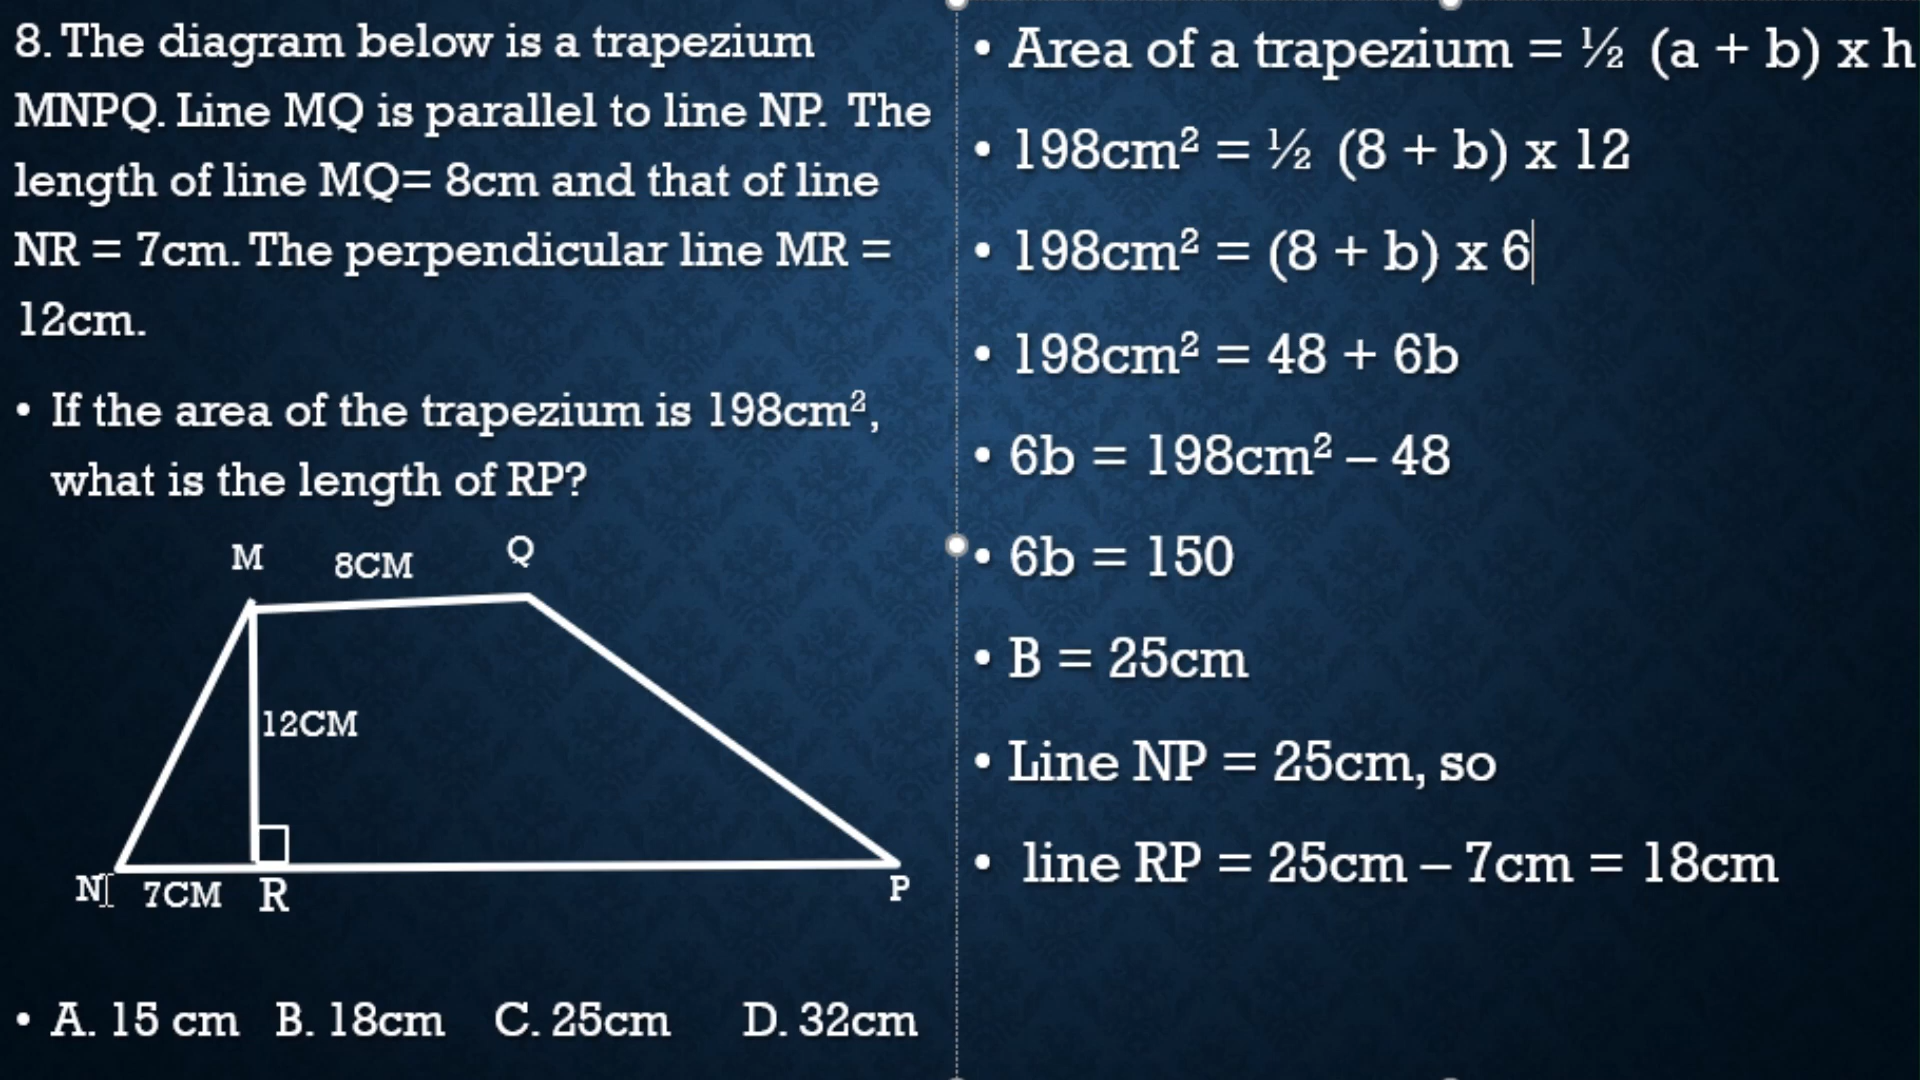 8. The diagram below is a trapezium
MNPQ. Line MQ is parallel to line NP. The
length of line MQ= 8cm and that of line
NR = 7cm. The perpendicular line MR =
12cm.
• If the area of the trapezium is 198cm²,
what is the length of RP?
M 8CM Q
12CM
N 7CM R P
• A. 15 cm B. 18cm C. 25cm D. 32cm
• Area of a trapezium = ½ (a + b) x h
• 198cm² = ½ (8 + b) x 12
• 198cm² = (8 + b) x 6
• 198cm² = 48 + 6b
• 6b = 198cm² – 48
• 6b = 150
• B = 25cm
• Line NP = 25cm, so
• line RP = 25cm – 7cm = 18cm